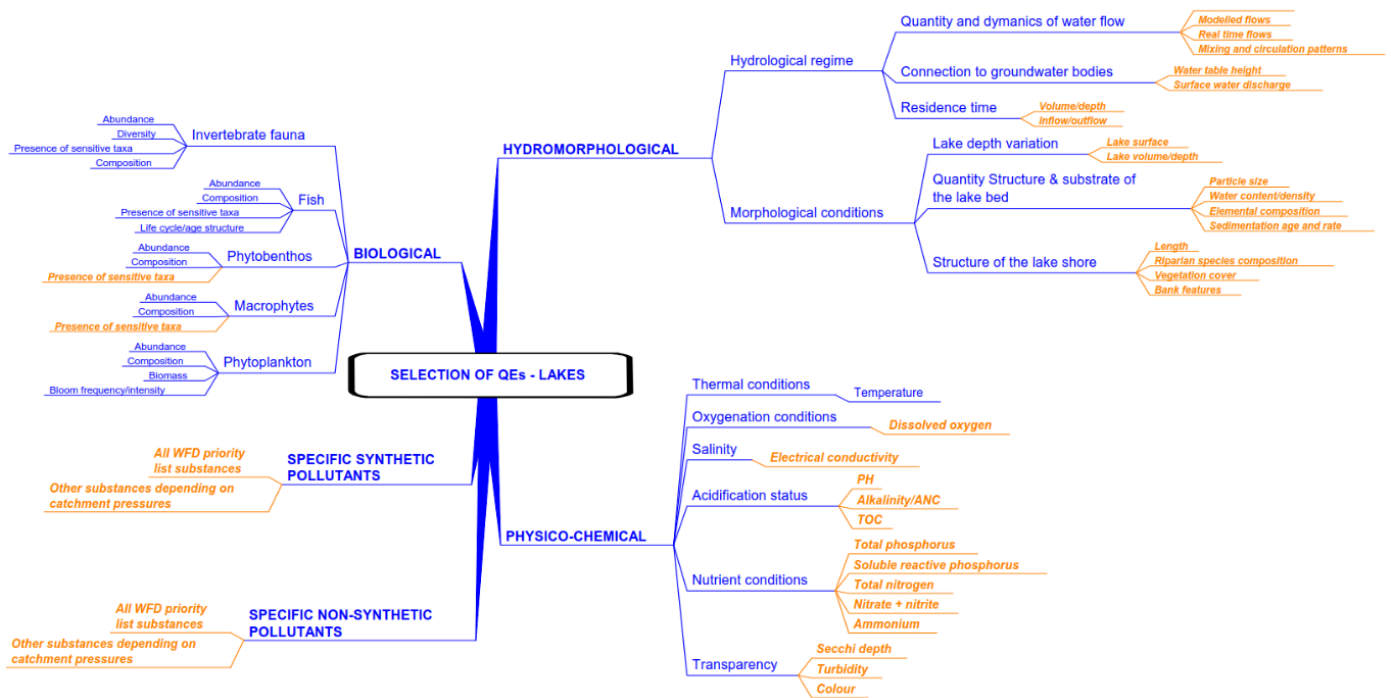 SELECTION OF QEs - LAKES
BIOLOGICAL
Invertebrate fauna
Abundance
Diversity
Presence of sensitive taxa
Composition
Fish
Abundance
Composition
Presence of sensitive taxa
Life cycle/age structure
Phytobenthos
Abundance
Composition
Presence of sensitive taxa
Macrophytes
Abundance
Composition
Presence of sensitive taxa
Phytoplankton
Abundance
Composition
Biomass
Bloom frequency/intensity
SPECIFIC SYNTHETIC
POLLUTANTS
All WFD priority
list substances
Other substances depending on
catchment pressures
SPECIFIC NON-SYNTHETIC
POLLUTANTS
All WFD priority
list substances
Other substances depending on
catchment pressures
HYDROMORPHOLOGICAL
Hydrological regime
Quantity and dymanics of water flow
Modelled flows
Real time flows
Mixing and circulation patterns
Connection to groundwater bodies
Water table height
Surface water discharge
Residence time
Volume/depth
Inflow/outflow
Morphological conditions
Lake depth variation
Lake surface
Lake volume/depth
Quantity Structure & substrate of
the lake bed
Particle size
Water content/density
Elemental composition
Sedimentation age and rate
Structure of the lake shore
Length
Riparian species composition
Vegetation cover
Bank features
PHYSICO-CHEMICAL
Thermal conditions
Temperature
Oxygenation conditions
Dissolved oxygen
Salinity
Electrical conductivity
Acidification status
PH
Alkalinity/ANC
TOC
Nutrient conditions
Total phosphorus
Soluble reactive phosphorus
Total nitrogen
Nitrate + nitrite
Ammonium
Transparency
Secchi depth
Turbidity
Colour